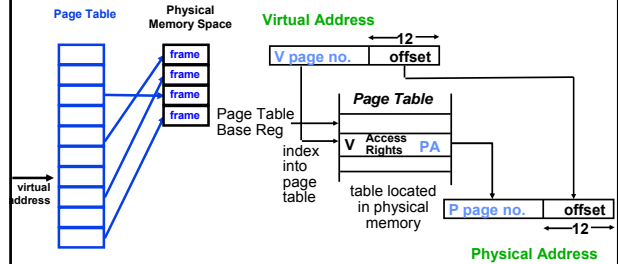 Page Table
Physical
Memory Space
frame
frame
frame
frame
virtual
address
Virtual Address
12
V page no.
offset
Page Table
Page Table
Base Reg
V
Access
Rights
PA
index
into
page
table
table located
in physical
memory
P page no.
offset
12
Physical Address